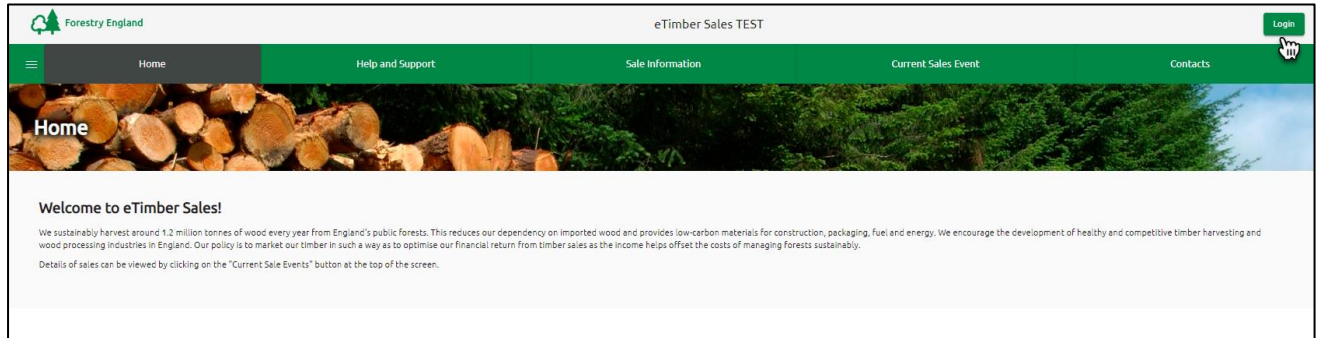 Forestry England
eTimber Sales TEST
Login
Home
Help and Support
Sale Information
Current Sales Event
Contacts
Home
Welcome to eTimber Sales!
We sustainably harvest around 1.2 million tonnes of wood every year from England's public forests. This reduces our dependency on imported wood and provides low-carbon materials for construction, packaging, fuel and energy. We encourage the development of healthy and competitive timber harvesting and
wood processing industries in England. Our policy is to market our timber in such a way as to optimise our financial return from timber sales as the income helps offset the costs of managing forests sustainably.
Details of sales can be viewed by clicking on the "Current Sale Events" button at the top of the screen.